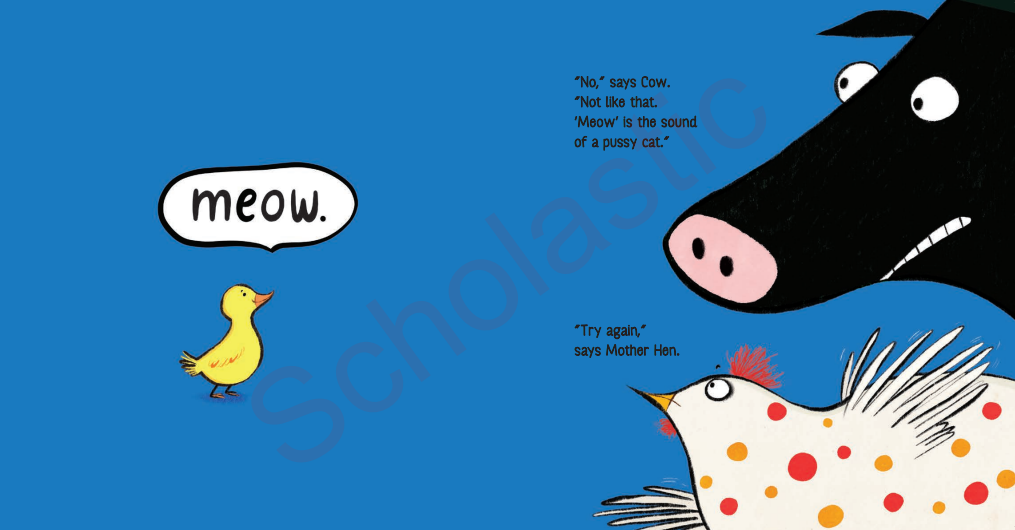 meow.
"No," says Cow.
"Not like that.
'Meow' is the sound
of a pussy cat."
"Try again,"
says Mother Hen.
Scholastic